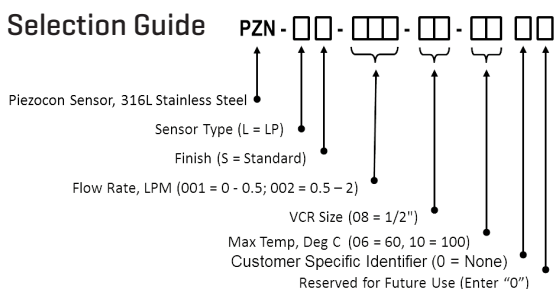 Selection Guide PZN - □□ - □□□ - □□ - □□ □ □
Piezocon Sensor, 316L Stainless Steel
Sensor Type (L = LP)
Finish (S = Standard)
Flow Rate, LPM (001 = 0 - 0.5; 002 = 0.5 – 2)
VCR Size (08 = 1/2")
Max Temp, Deg C (06 = 60, 10 = 100)
Customer Specific Identifier (0 = None)
Reserved for Future Use (Enter “0”)